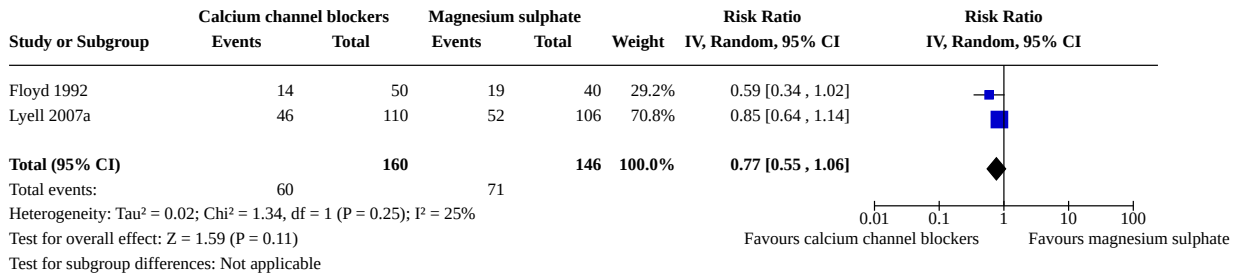 Calcium channel blockers Magnesium sulphate Risk Ratio Risk Ratio
Study or Subgroup Events Total Events Total Weight IV, Random, 95% CI IV, Random, 95% CI
Floyd 1992 14 50 19 40 29.2% 0.59 [0.34 , 1.02]
Lyell 2007a 46 110 52 106 70.8% 0.85 [0.64 , 1.14]
Total (95% CI) 160 146 100.0% 0.77 [0.55 , 1.06]
Total events: 60 71
Heterogeneity: Tau² = 0.02; Chi² = 1.34, df = 1 (P = 0.25); I² = 25% 0.01 0.1 1 10 100
Test for overall effect: Z = 1.59 (P = 0.11) Favours calcium channel blockers Favours magnesium sulphate
Test for subgroup differences: Not applicable